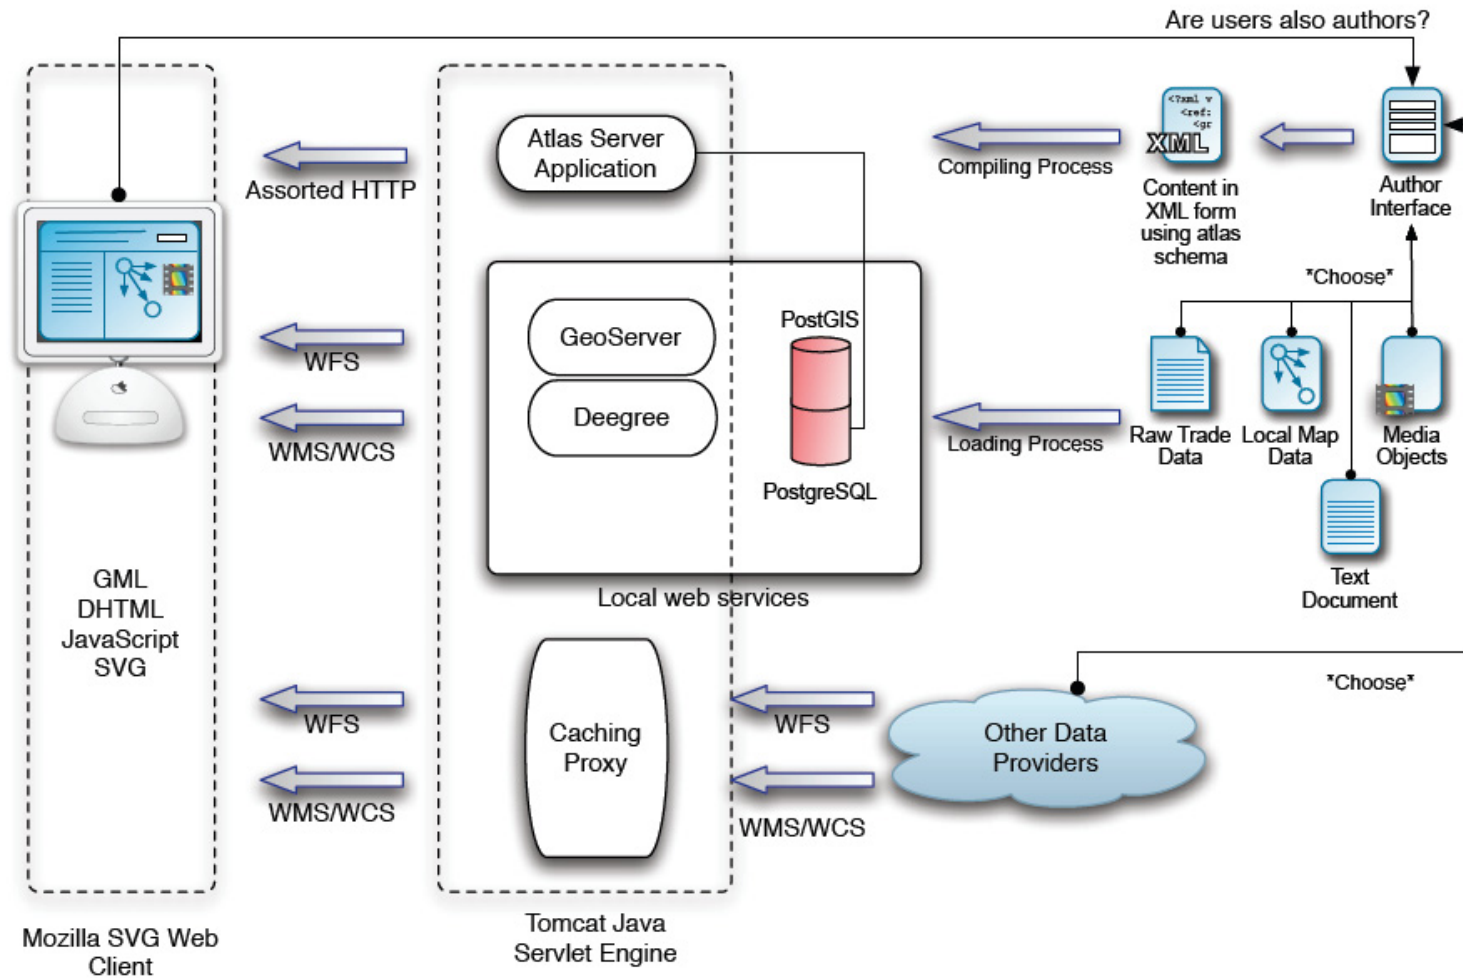 Are users also authors?
Atlas Server
Application
Assorted HTTP
Compiling Process
<?xml v
<ref:
<gr
XML
Content in
XML form
using atlas
schema
Author
Interface
*Choose*
GeoServer
Deegree
PostGIS
PostgreSQL
WFS
WMS/WCS
Loading Process
Raw Trade
Data
Local Map
Data
Media
Objects
Text
Document
Local web services
GML
DHTML
JavaScript
SVG
WFS
WMS/WCS
Caching
Proxy
WFS
WMS/WCS
Other Data
Providers
*Choose*
Mozilla SVG Web
Client
Tomcat Java
Servlet Engine